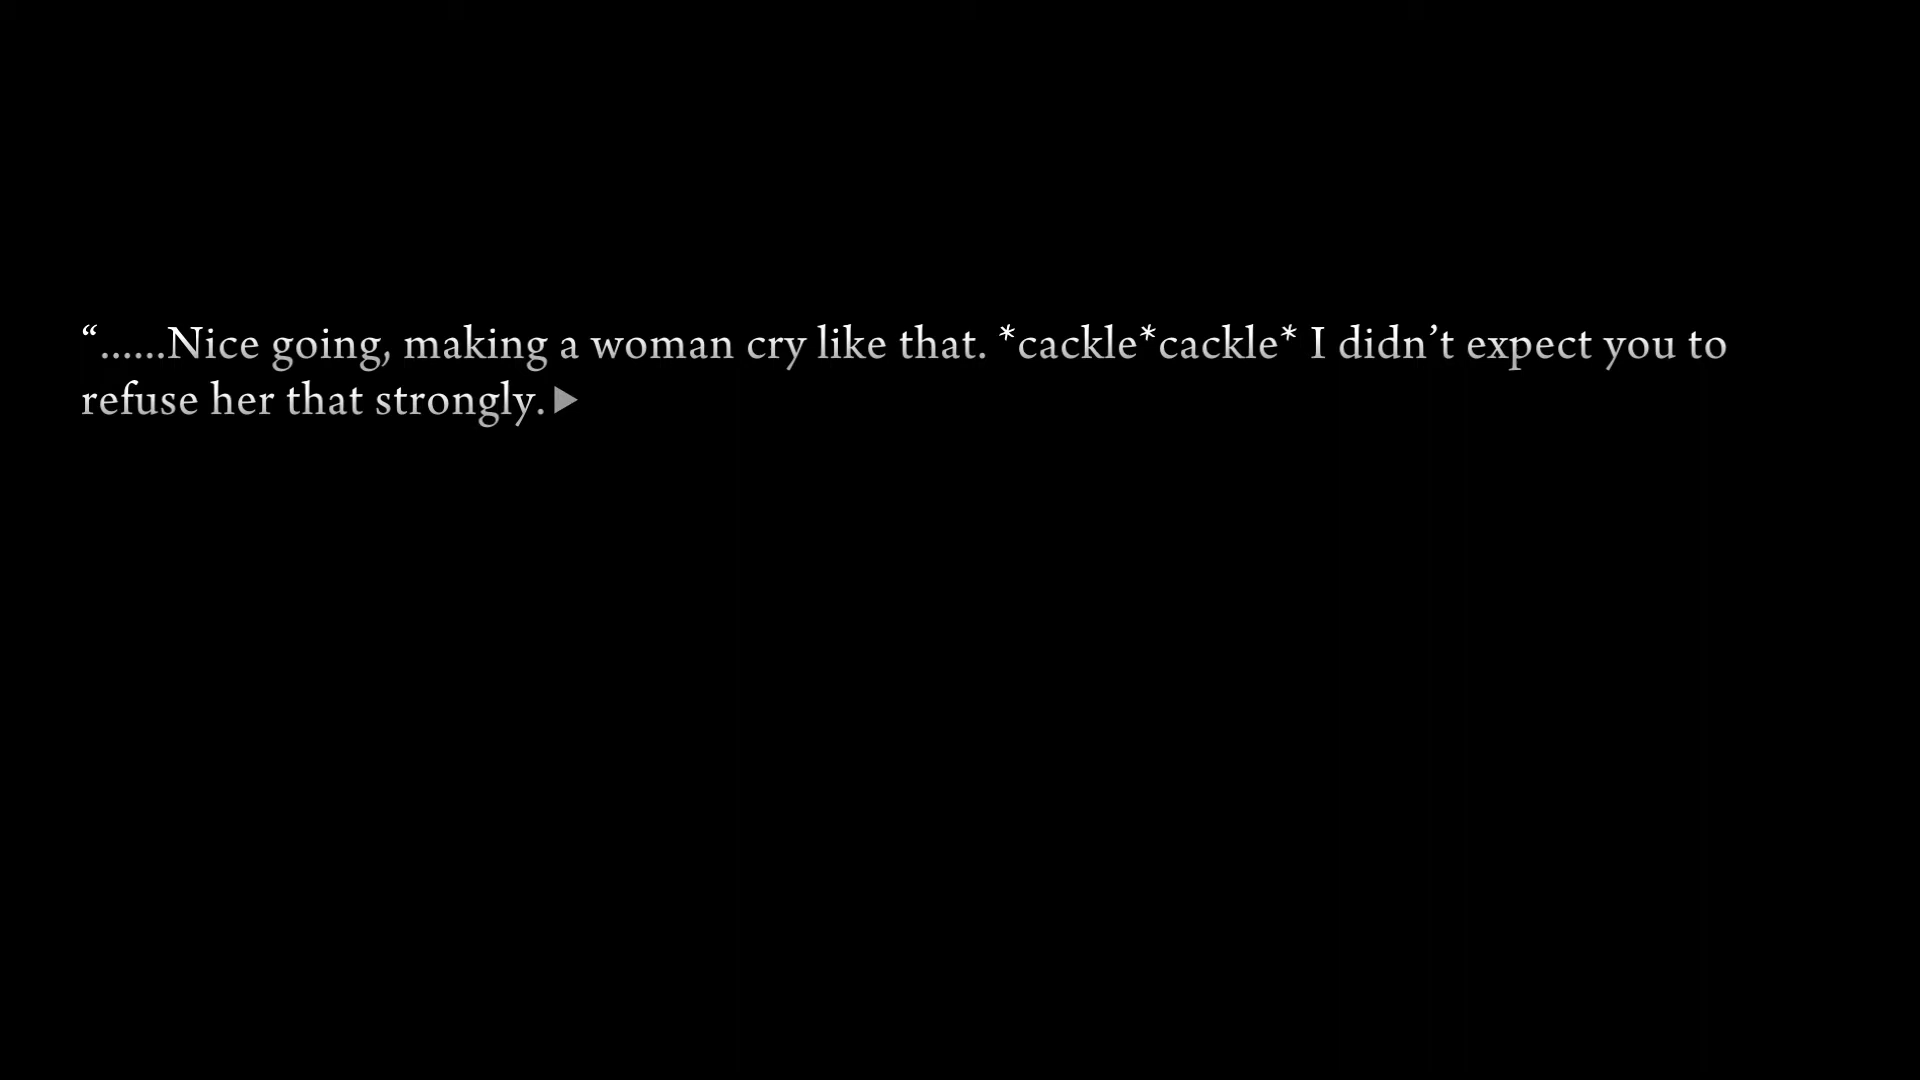 “......Nice going, making a woman cry like that. *cackle*cackle* I didn’t expect you to
refuse her that strongly.